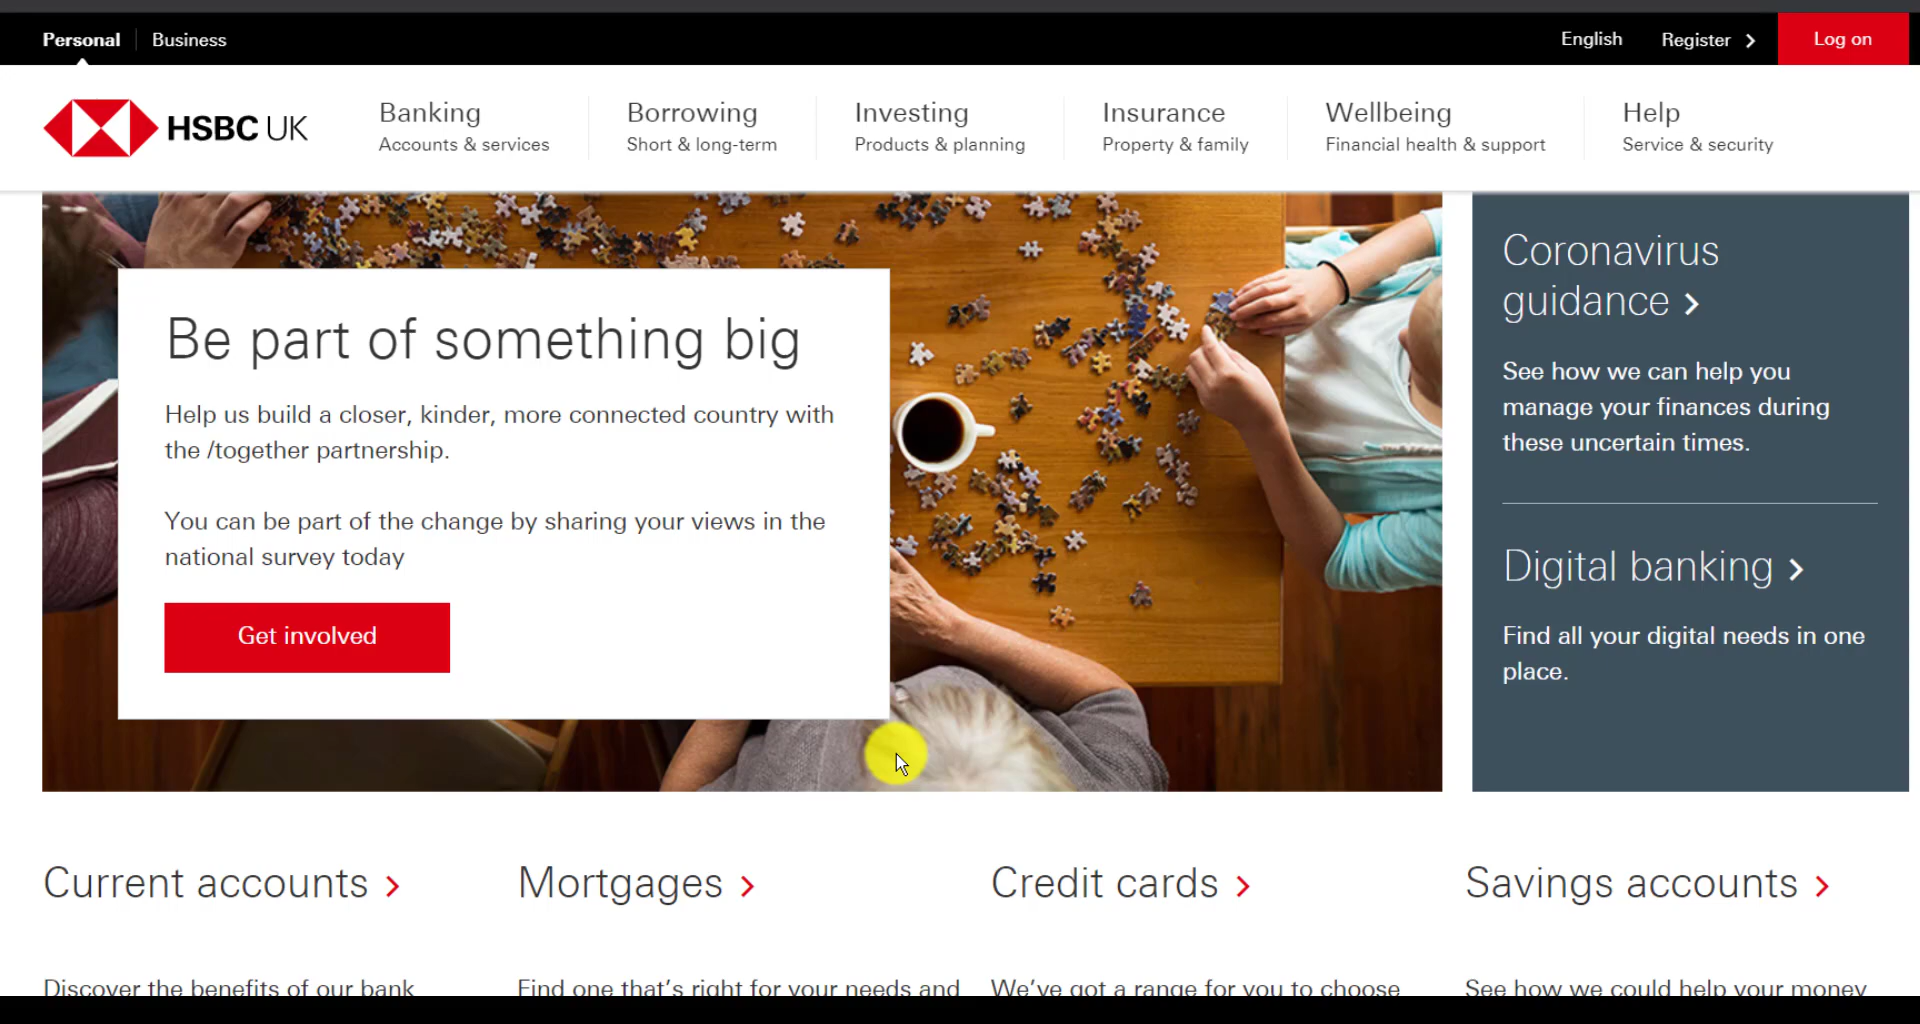 Personal
Business
English
Register
Log on
HSBC UK
Banking
Accounts & services
Borrowing
Short & long-term
Investing
Products & planning
Insurance
Property & family
Wellbeing
Financial health & support
Help
Service & security
Be part of something big
Help us build a closer, kinder, more connected country with
the /together partnership.
You can be part of the change by sharing your views in the
national survey today
Get involved
Coronavirus
guidance
See how we can help you
manage your finances during
these uncertain times.
Digital banking
Find all your digital needs in one
place.
Current accounts
Discover the benefits of our bank
Mortgages
Find one that's right for your needs and
Credit cards
We've got a range for you to choose
Savings accounts
See how we could help your money